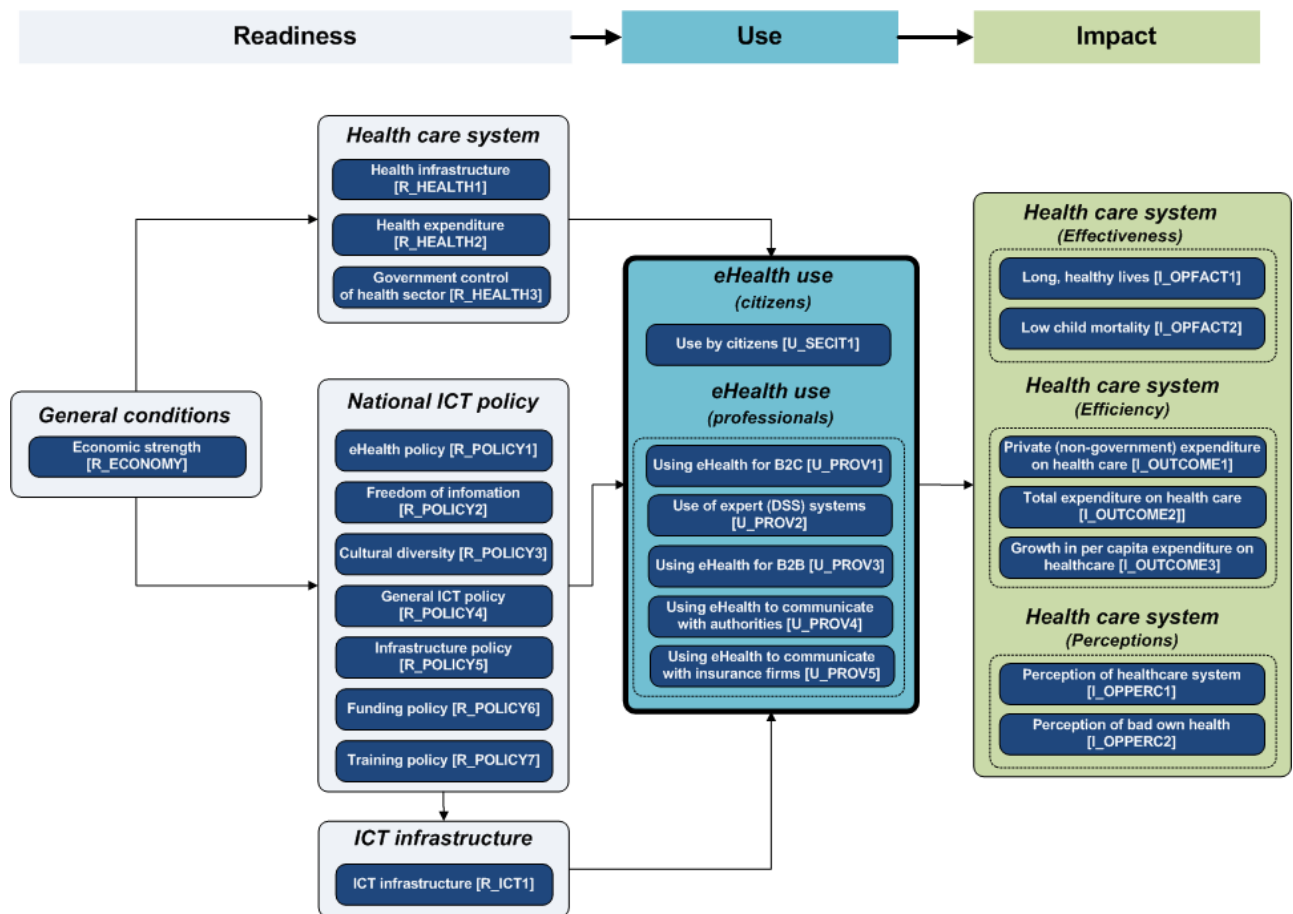 Readiness
Use
Impact
Health care system
Health infrastructure
[R_HEALTH1]
Health expenditure
[R_HEALTH2]
Government control
of health sector [R_HEALTH3]
General conditions
Economic strength
[R_ECONOMY]
National ICT policy
eHealth policy [R_POLICY1]
Freedom of infomation
[R_POLICY2]
Cultural diversity [R_POLICY3]
General ICT policy
[R_POLICY4]
Infrastructure policy
[R_POLICY5]
Funding policy [R_POLICY6]
Training policy [R_POLICY7]
ICT infrastructure
ICT infrastructure [R_ICT1]
eHealth use
(citizens)
Use by citizens [U_SECIT1]
eHealth use
(professionals)
Using eHealth for B2C [U_PROV1]
Use of expert (DSS) systems
[U_PROV2]
Using eHealth for B2B [U_PROV3]
Using eHealth to communicate
with authorities [U_PROV4]
Using eHealth to communicate
with insurance firms [U_PROV5]
Health care system
(Effectiveness)
Long, healthy lives [I_OPFACT1]
Low child mortality [I_OPFACT2]
Health care system
(Efficiency)
Private (non-government) expenditure
on health care [I_OUTCOME1]
Total expenditure on health care
[I_OUTCOME2]]
Growth in per capita expenditure on
healthcare [I_OUTCOME3]
Health care system
(Perceptions)
Perception of healthcare system
[I_OPPERC1]
Perception of bad own health
[I_OPPERC2]